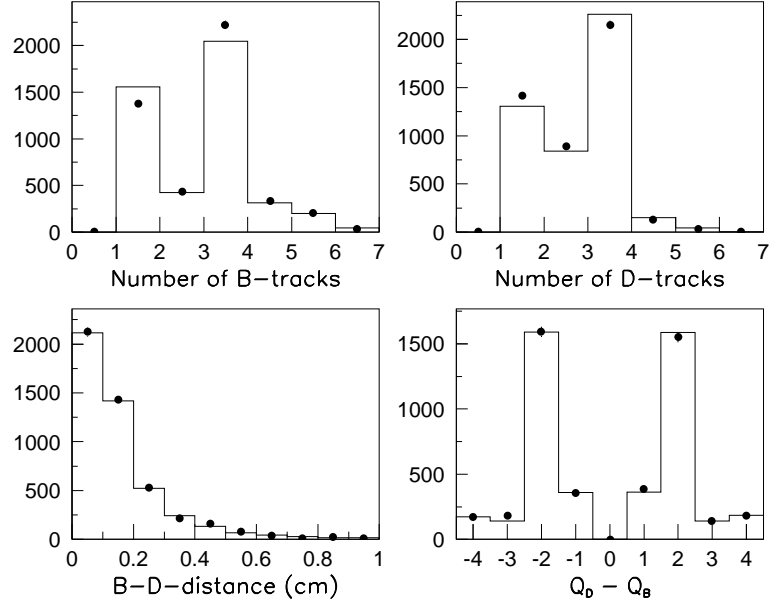 2000
1500
1000
500
0
0 1 2 3 4 5 6 7
Number of B-tracks
2000
1500
1000
500
0
0 1 2 3 4 5 6 7
Number of D-tracks
2000
1500
1000
500
0
0 0.2 0.4 0.6 0.8 1
B-D-distance (cm)
1500
1000
500
0
-4 -3 -2 -1 0 1 2 3 4
Q_D - Q_B